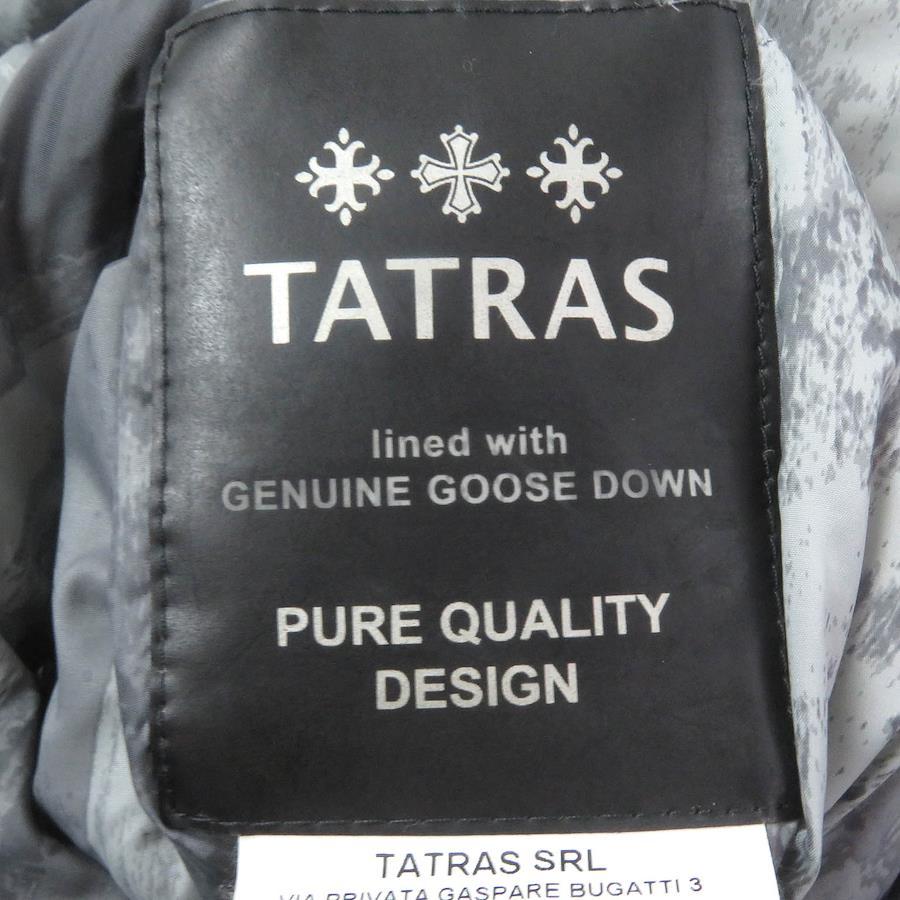 TATRAS
lined with
GENUINE GOOSE DOWN
PURE QUALITY
DESIGN
TATRAS SRL
VIA PRIVATA GASPARE BUGATTI 3